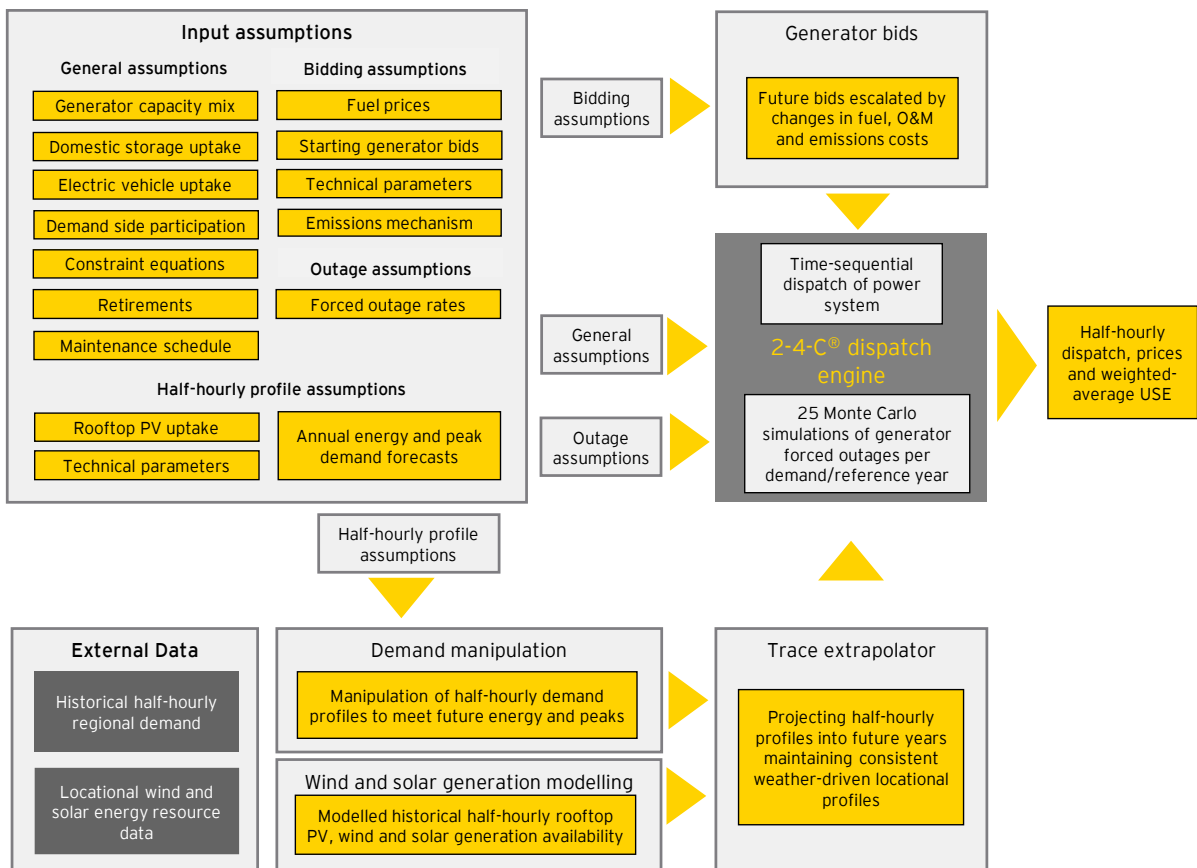 Input assumptions
General assumptions
Generator capacity mix
Domestic storage uptake
Electric vehicle uptake
Demand side participation
Constraint equations
Retirements
Maintenance schedule
Bidding assumptions
Fuel prices
Starting generator bids
Technical parameters
Emissions mechanism
Outage assumptions
Forced outage rates
Half-hourly profile assumptions
Rooftop PV uptake
Technical parameters
Annual energy and peak
demand forecasts
Bidding
assumptions
General
assumptions
Outage
assumptions
Generator bids
Future bids escalated by
changes in fuel, O&M
and emissions costs
Time-sequential
dispatch of power
system
2-4-C® dispatch
engine
25 Monte Carlo
simulations of generator
forced outages per
demand/reference year
Half-hourly
dispatch, prices
and weighted-
average USE
Half-hourly profile
assumptions
External Data
Historical half-hourly
regional demand
Locational wind and
solar energy resource
data
Demand manipulation
Manipulation of half-hourly demand
profiles to meet future energy and peaks
Wind and solar generation modelling
Modelled historical half-hourly rooftop
PV, wind and solar generation availability
Trace extrapolator
Projecting half-hourly
profiles into future years
maintaining consistent
weather-driven locational
profiles